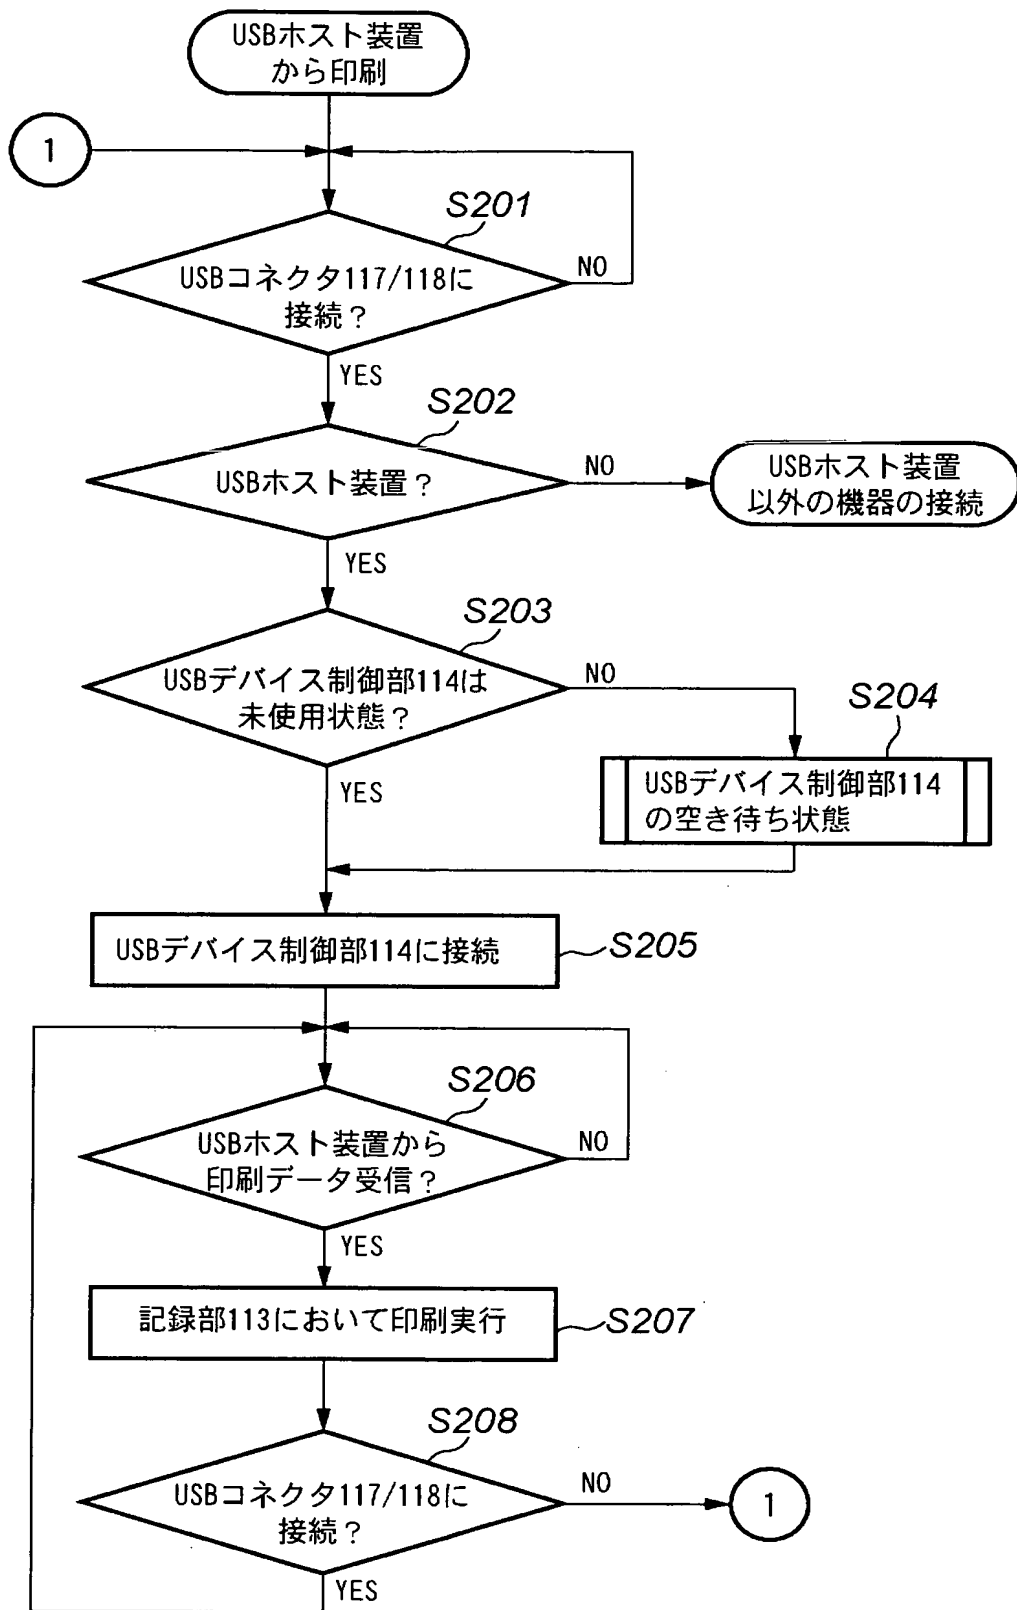 USBホスト装置
から印刷
1
S201
USBコネクタ117/118に
接続？
NO
YES
S202
USBホスト装置？
NO
USBホスト装置
以外の機器の接続
YES
S203
USBデバイス制御部114は
未使用状態？
NO
S204
USBデバイス制御部114
の空き待ち状態
YES
USBデバイス制御部114に接続
S205
S206
USBホスト装置から
印刷データ受信？
NO
YES
記録部113において印刷実行
S207
S208
USBコネクタ117/118に
接続？
NO
1
YES